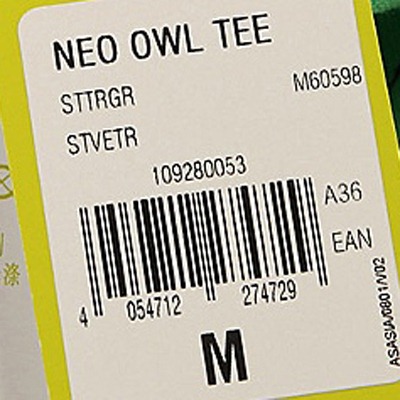 NEO OWL TEE
STTRGR M60598
STVETR
109280053
A36
EAN
4 054712 274729
M
ASASIA/0801/V02